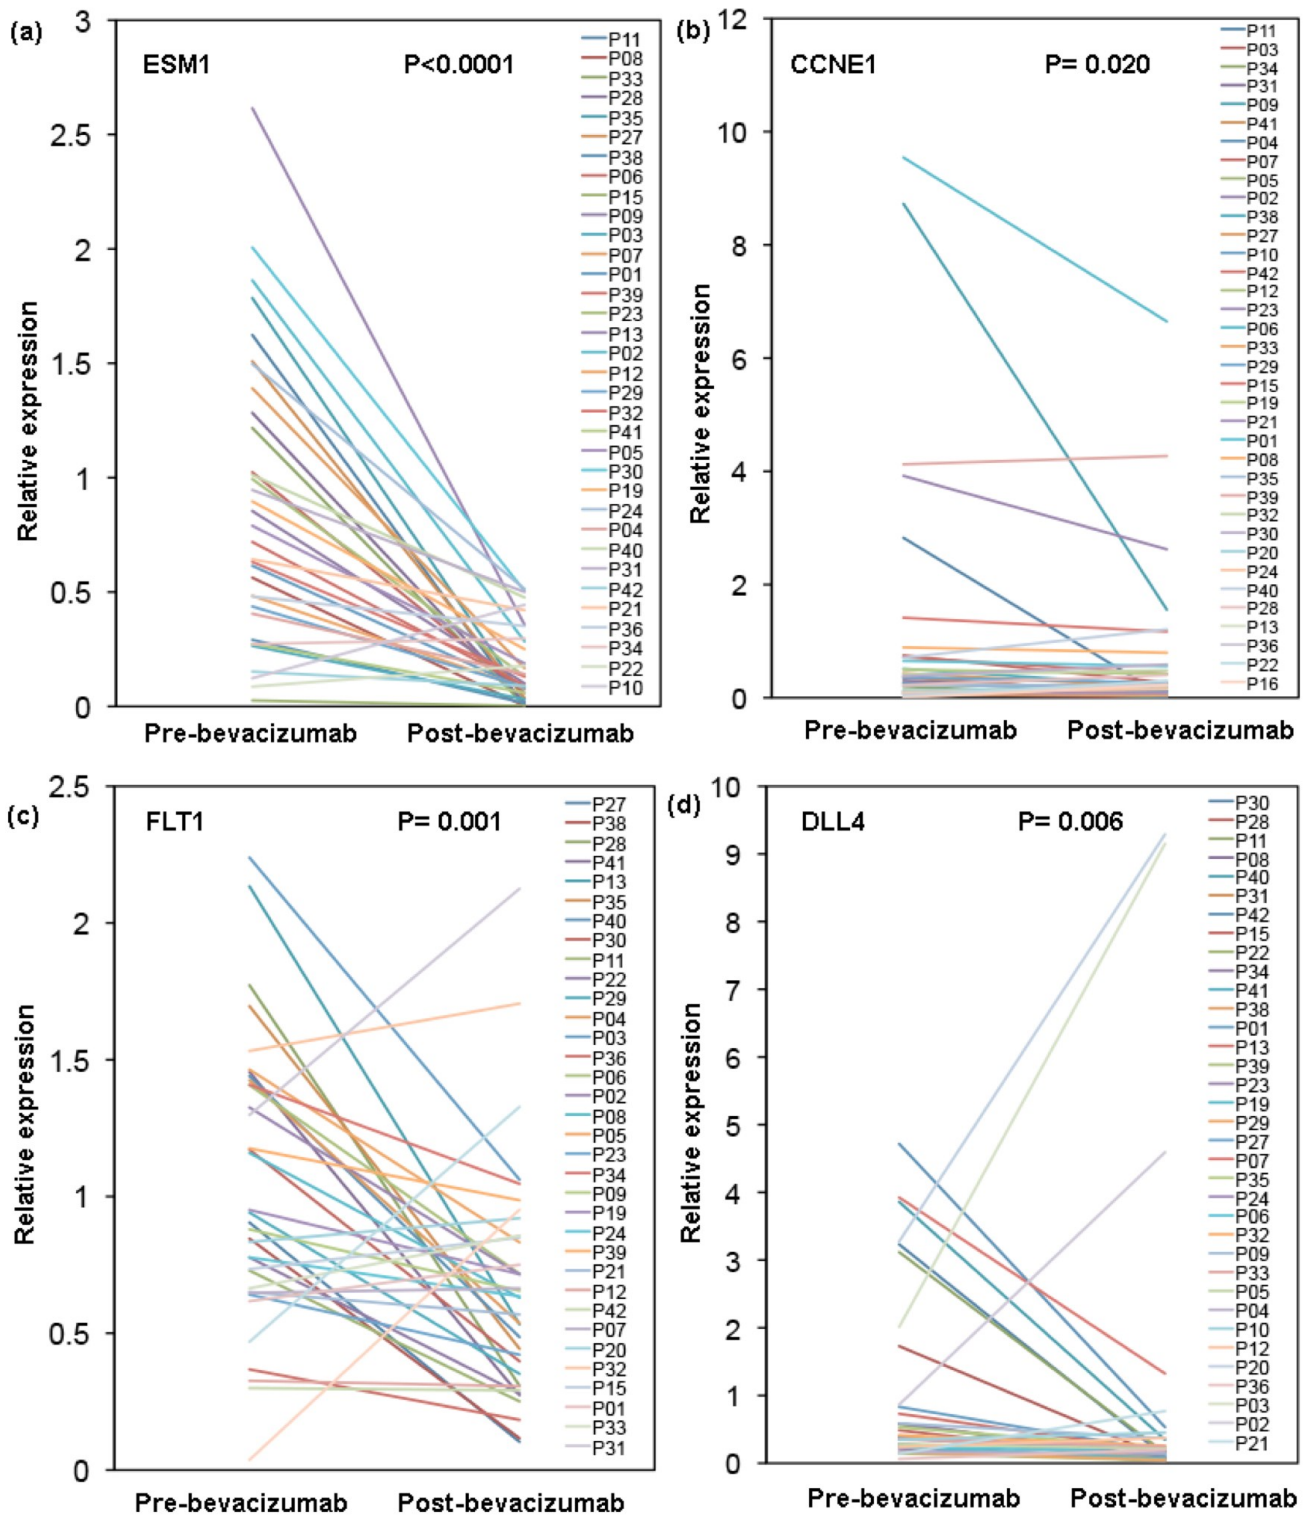 (a)
ESM1
P<0.0001
3
2.5
2
1.5
1
0.5
0
Relative expression
Pre-bevacizumab
Post-bevacizumab
P11
P08
P33
P28
P35
P27
P38
P06
P15
P09
P03
P07
P01
P39
P23
P13
P02
P12
P29
P32
P41
P05
P30
P19
P24
P04
P40
P31
P42
P21
P36
P34
P22
P10
(b)
CCNE1
P= 0.020
12
10
8
6
4
2
0
Relative expression
Pre-bevacizumab
Post-bevacizumab
P11
P03
P34
P31
P09
P41
P04
P07
P05
P02
P38
P27
P10
P42
P12
P23
P06
P33
P29
P15
P19
P21
P01
P08
P35
P39
P32
P30
P20
P24
P40
P28
P13
P36
P22
P16
(c)
FLT1
P= 0.001
2.5
2
1.5
1
0.5
0
Relative expression
Pre-bevacizumab
Post-bevacizumab
P27
P38
P28
P41
P13
P35
P40
P30
P11
P22
P29
P04
P03
P36
P06
P02
P08
P05
P23
P34
P09
P19
P24
P39
P21
P12
P42
P07
P20
P32
P15
P01
P33
P31
(d)
DLL4
P= 0.006
10
9
8
7
6
5
4
3
2
1
0
Relative expression
Pre-bevacizumab
Post-bevacizumab
P30
P28
P11
P08
P40
P31
P42
P15
P22
P34
P41
P38
P01
P13
P39
P23
P19
P29
P27
P07
P35
P24
P06
P32
P09
P33
P05
P04
P10
P12
P20
P36
P03
P02
P21